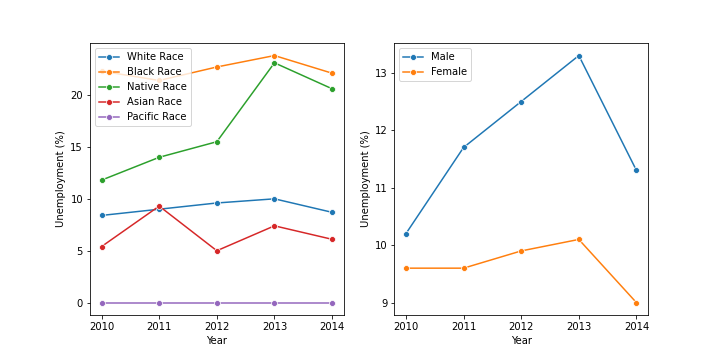 White Race
Black Race
Native Race
Asian Race
Pacific Race
Unemployment (%)
20
15
10
5
0
2010 2011 2012 2013 2014
Year
Male
Female
Unemployment (%)
13
12
11
10
9
2010 2011 2012 2013 2014
Year